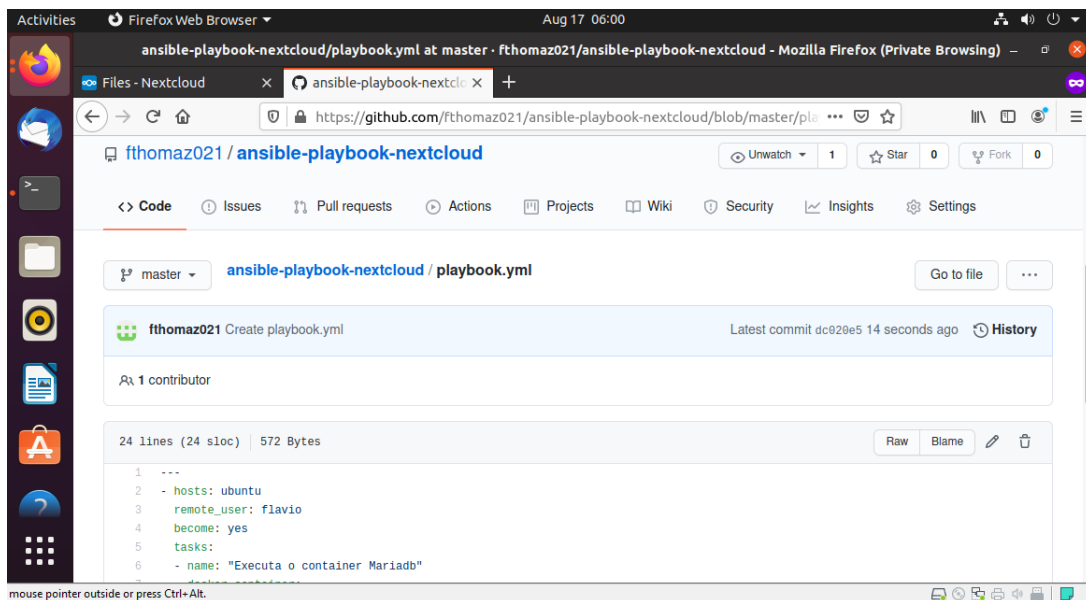 Activities Firefox Web Browser Aug 17 06:00
ansible-playbook-nextcloud/playbook.yml at master · fthomaz021/ansible-playbook-nextcloud - Mozilla Firefox (Private Browsing)
Files - Nextcloud ansible-playbook-nextclo
https://github.com/fthomaz021/ansible-playbook-nextcloud/blob/master/pla
fthomaz021 / ansible-playbook-nextcloud Unwatch 1 Star 0 Fork 0
<> Code Issues Pull requests Actions Projects Wiki Security Insights Settings
master ansible-playbook-nextcloud / playbook.yml Go to file ...
fthomaz021 Create playbook.yml Latest commit dc020e5 14 seconds ago History
1 contributor
24 lines (24 sloc) 572 Bytes Raw Blame
1 ---
2 - hosts: ubuntu
3 remote_user: flavio
4 become: yes
5 tasks:
6 - name: "Executa o container Mariadb"
mouse pointer outside or press Ctrl+Alt.